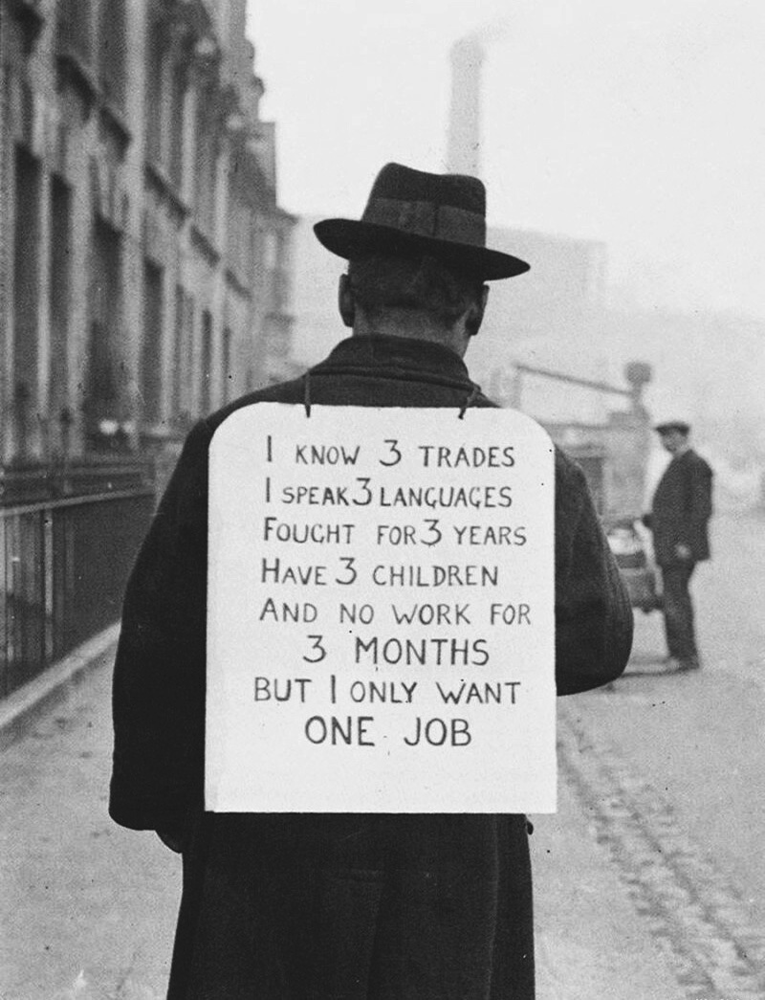 I KNOW 3 TRADES
I SPEAK 3 LANGUAGES
FOUGHT FOR 3 YEARS
HAVE 3 CHILDREN
AND NO WORK FOR
3 MONTHS
BUT I ONLY WANT
ONE JOB